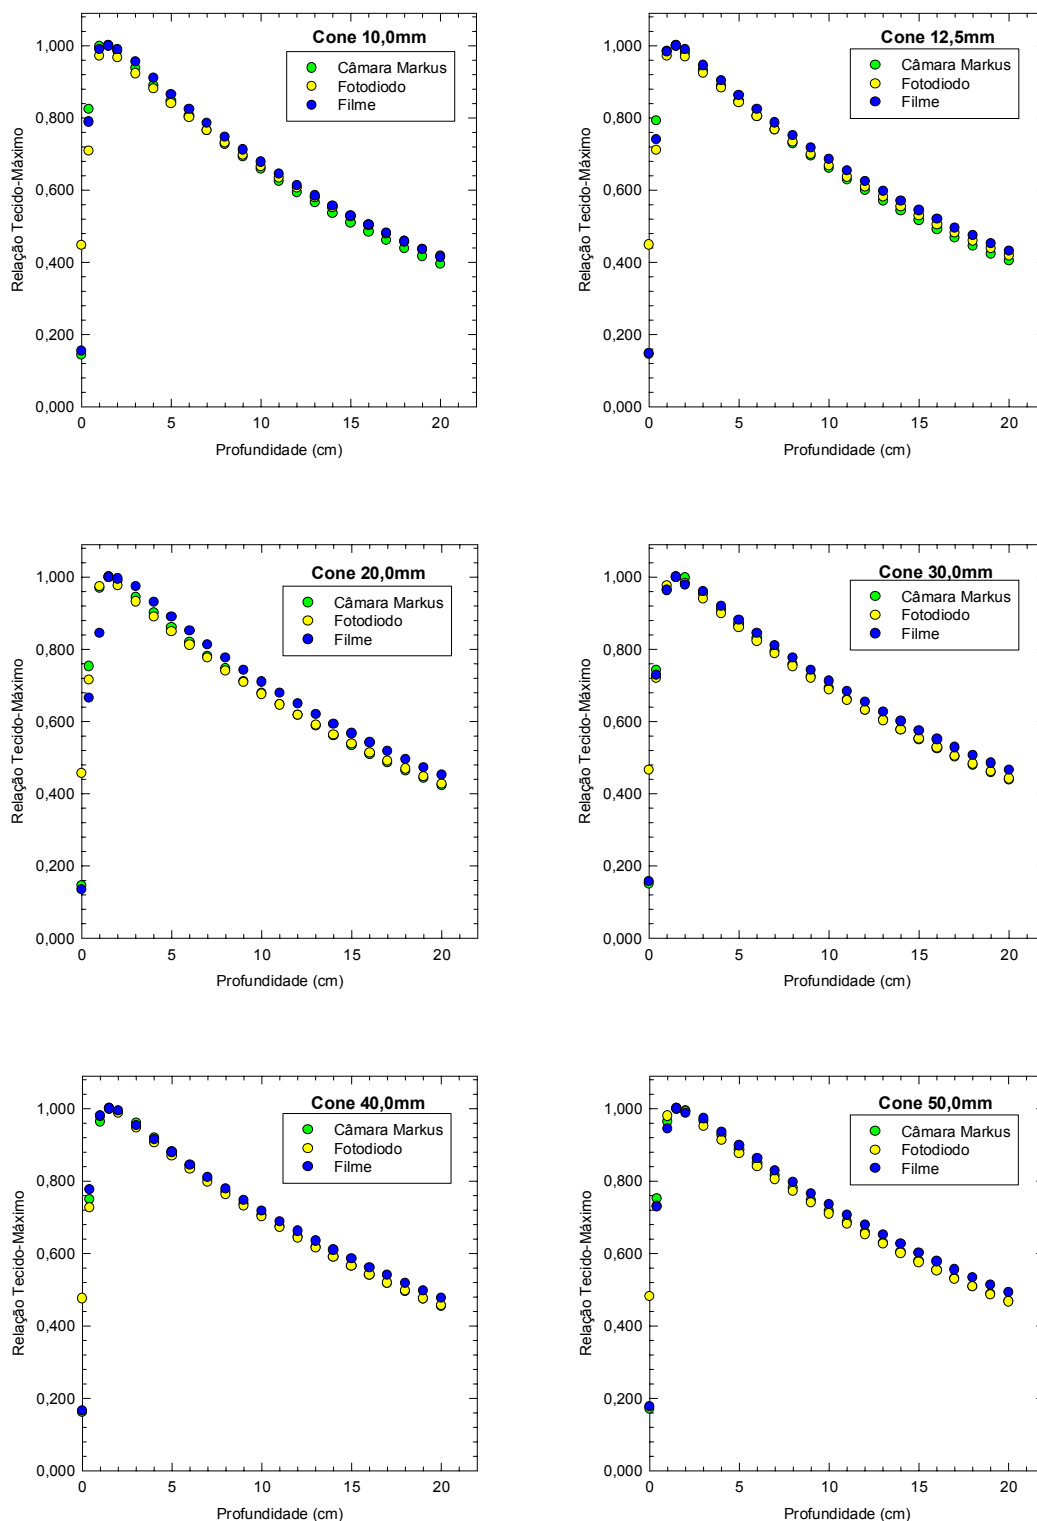 Cone 10,0mm
Câmara Markus
Fotodiodo
Filme
1,000
0,800
0,600
0,400
0,200
0,000
Relação Tecido-Máximo
0 5 10 15 20
Profundidade (cm)
Cone 12,5mm
Câmara Markus
Fotodiodo
Filme
1,000
0,800
0,600
0,400
0,200
0,000
Relação Tecido-Máximo
0 5 10 15 20
Profundidade (cm)
Cone 20,0mm
Câmara Markus
Fotodiodo
Filme
1,000
0,800
0,600
0,400
0,200
0,000
Relação Tecido-Máximo
0 5 10 15 20
Profundidade (cm)
Cone 30,0mm
Câmara Markus
Fotodiodo
Filme
1,000
0,800
0,600
0,400
0,200
0,000
Relação Tecido-Máximo
0 5 10 15 20
Profundidade (cm)
Cone 40,0mm
Câmara Markus
Fotodiodo
Filme
1,000
0,800
0,600
0,400
0,200
0,000
Relação Tecido-Máximo
0 5 10 15 20
Profundidade (cm)
Cone 50,0mm
Câmara Markus
Fotodiodo
Filme
1,000
0,800
0,600
0,400
0,200
0,000
Relação Tecido-Máximo
0 5 10 15 20
Profundidade (cm)